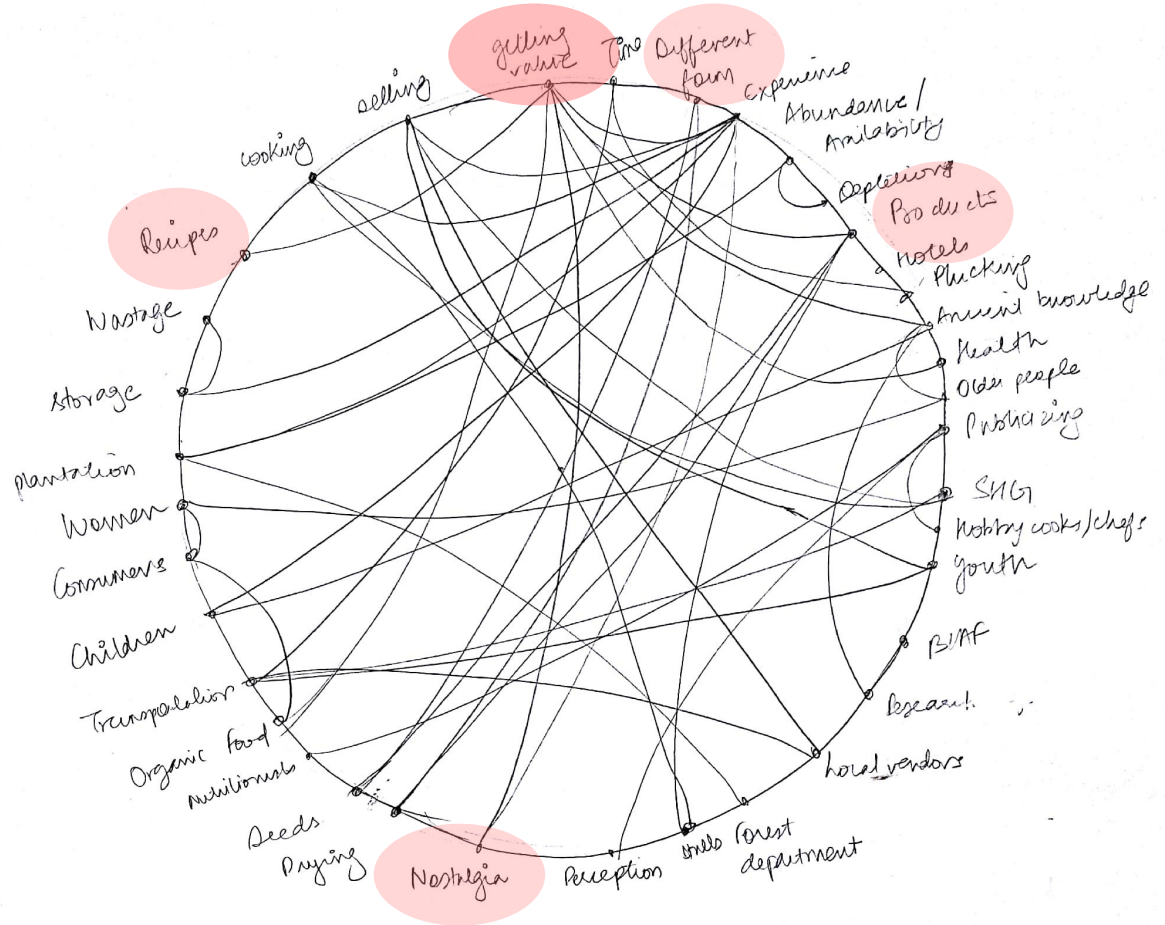 getting
value
Time
Different
form
Experience
Abundance/
Availability
Depletion
Products
Hotels
Plucking
Ancient knowledge
Health
Older people
Publicizing
SHG
Hobby cooks/chefs
Youth
BIAF
Research
Local vendors
Forest
department
stalls
Perception
Nostalgia
Drying
Seeds
Nutritionists
Organic food
Transportation
Children
Consumers
Women
plantation
storage
Wastage
Recipes
cooking
selling